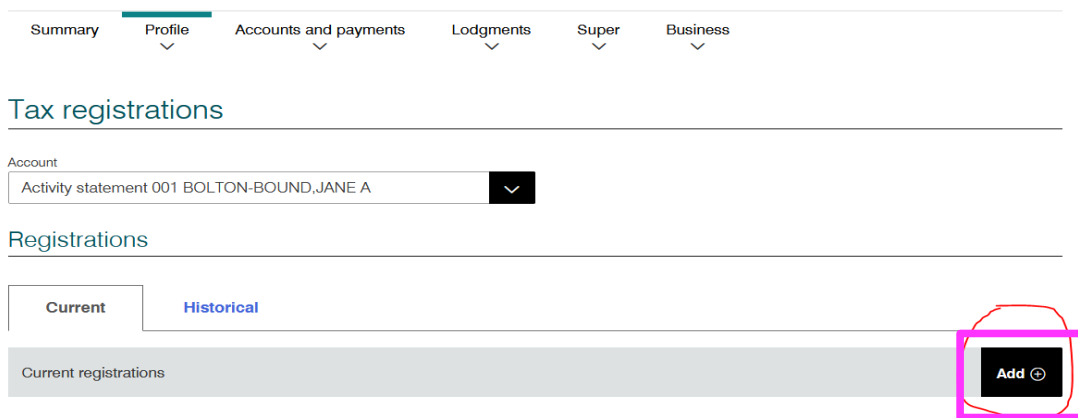 Summary Profile Accounts and payments Lodgments Super Business
Tax registrations
Account
Activity statement 001 BOLTON-BOUND,JANE A
Registrations
Current Historical
Current registrations Add